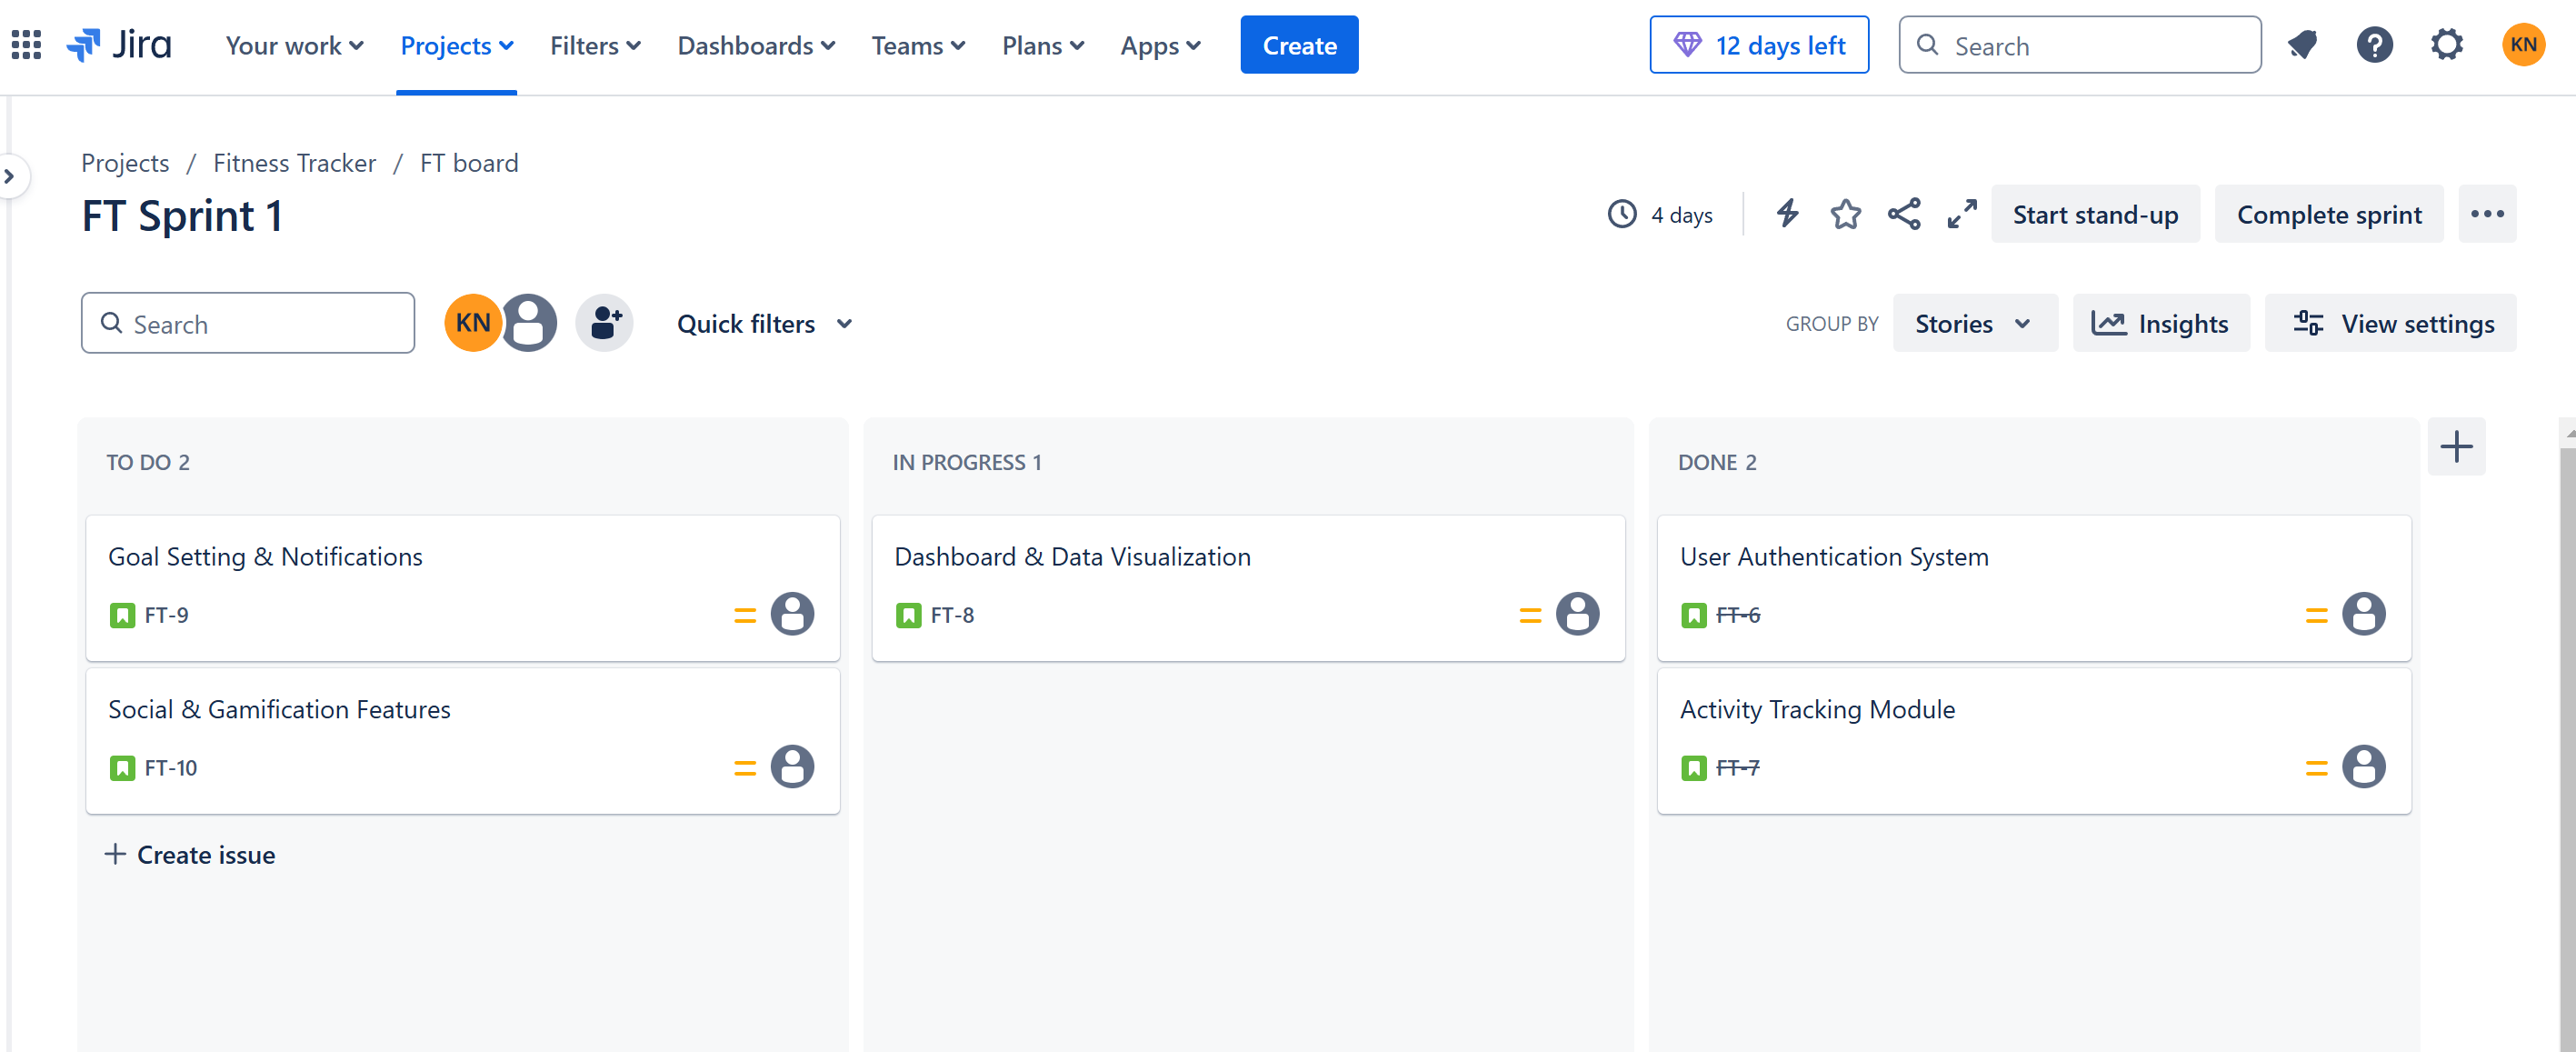 Jira Your work Projects Filters Dashboards Teams Plans Apps Create 12 days left Search KN
Projects / Fitness Tracker / FT board
FT Sprint 1
4 days Start stand-up Complete sprint
Search KN Quick filters GROUP BY Stories Insights View settings
TO DO 2
Goal Setting & Notifications
FT-9
Social & Gamification Features
FT-10
+ Create issue
IN PROGRESS 1
Dashboard & Data Visualization
FT-8
DONE 2
User Authentication System
FT-6
Activity Tracking Module
FT-7